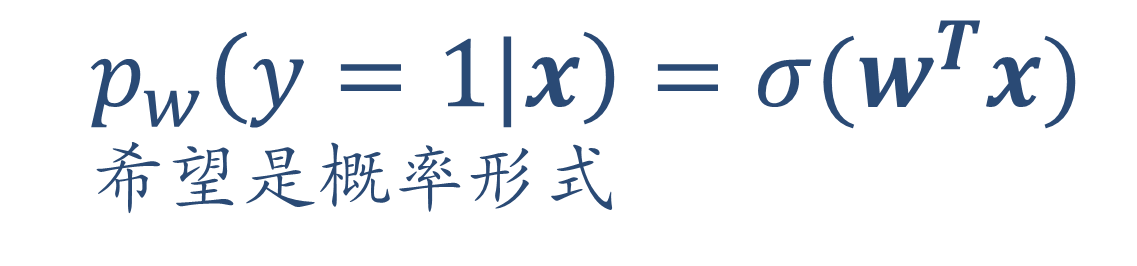 p_w(y = 1|x) = σ(w^T x)
希望是概率形式